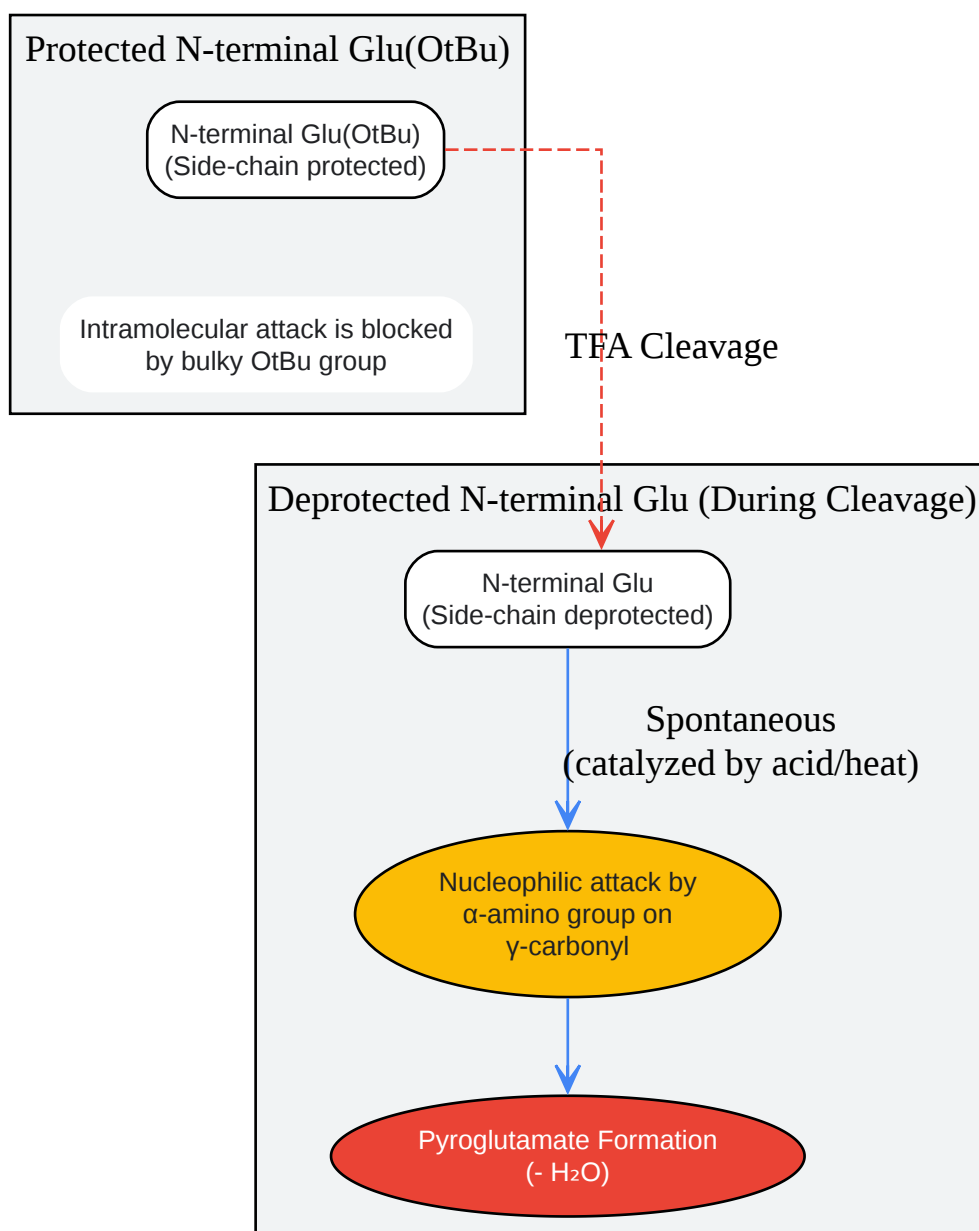 Protected N-terminal Glu(OtBu)
N-terminal Glu(OtBu)
(Side-chain protected)
Intramolecular attack is blocked
by bulky OtBu group
TFA Cleavage
Deprotected N-terminal Glu (During Cleavage)
N-terminal Glu
(Side-chain deprotected)
Spontaneous
(catalyzed by acid/heat)
Nucleophilic attack by
α-amino group on
γ-carbonyl
Pyroglutamate Formation
(- H₂O)